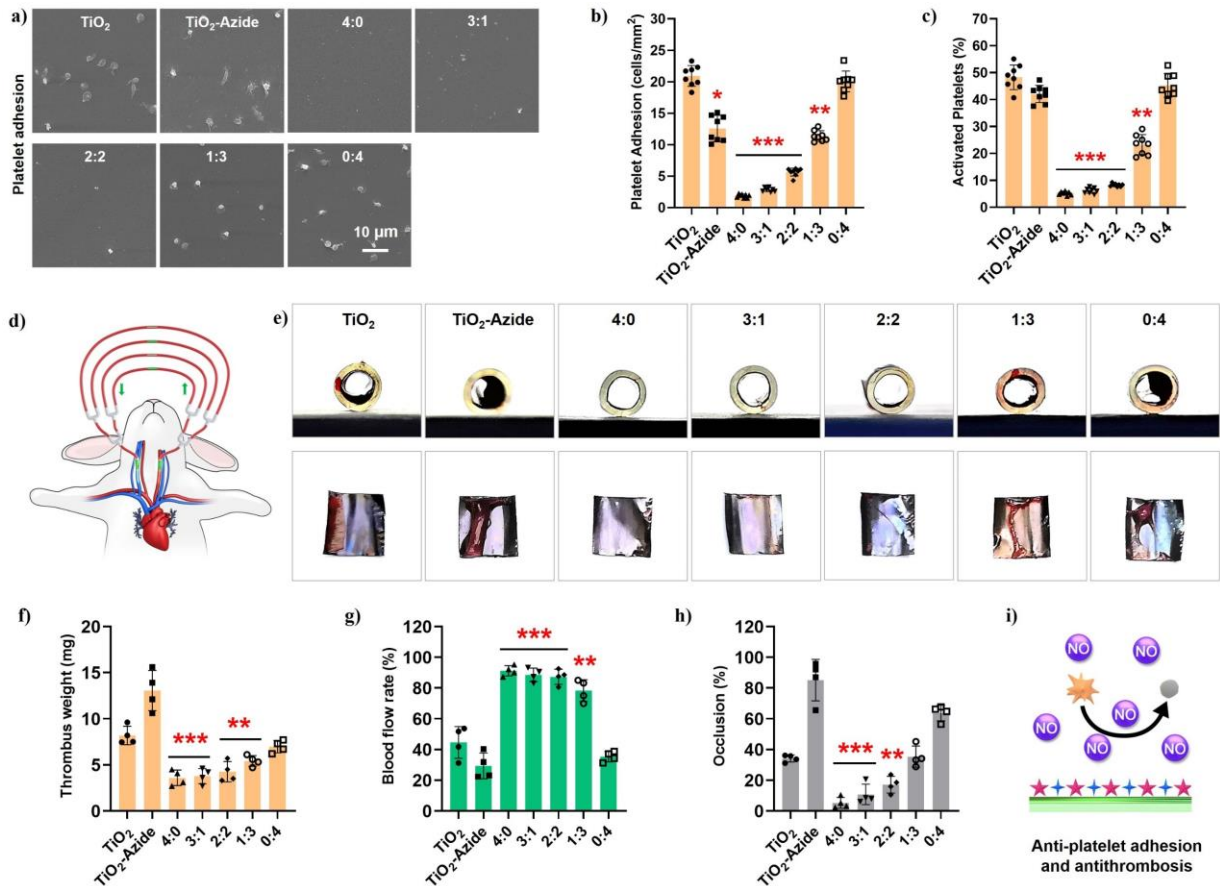 a)
Platelet adhesion
TiO2
TiO2-Azide
4:0
3:1
2:2
1:3
0:4
10 μm
b)
Platelet Adhesion (cells/mm²)
25
20
15
10
5
0
*
***
**
TiO2
TiO2-Azide
4:0
3:1
2:2
1:3
0:4
c)
Activated Platelets (%)
70
60
50
40
30
20
10
0
***
**
TiO2
TiO2-Azide
4:0
3:1
2:2
1:3
0:4
d)
e)
TiO2
TiO2-Azide
4:0
3:1
2:2
1:3
0:4
f)
Thrombus weight (mg)
20
15
10
5
0
***
**
TiO2
TiO2-Azide
4:0
3:1
2:2
1:3
0:4
g)
Blood flow rate (%)
120
100
80
60
40
20
0
***
**
TiO2
TiO2-Azide
4:0
3:1
2:2
1:3
0:4
h)
Occlusion (%)
120
100
80
60
40
20
0
***
**
TiO2
TiO2-Azide
4:0
3:1
2:2
1:3
0:4
i)
NO
NO
NO
NO
NO
NO
Anti-platelet adhesion
and antithrombosis